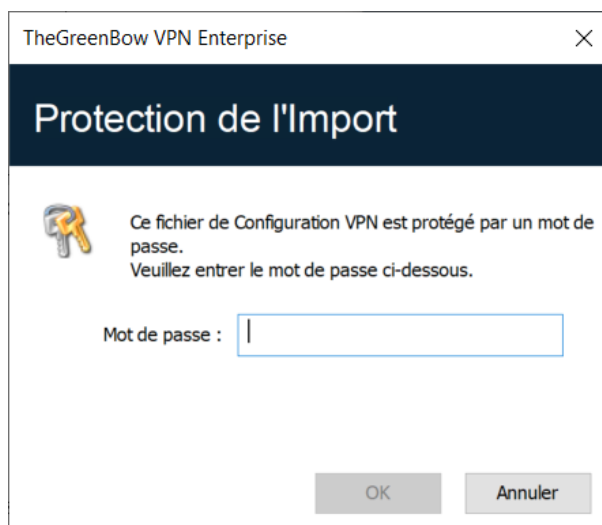 TheGreenBow VPN Enterprise
Protection de l'Import
Ce fichier de Configuration VPN est protégé par un mot de
passe.
Veuillez entrer le mot de passe ci-dessous.
Mot de passe :
OK
Annuler